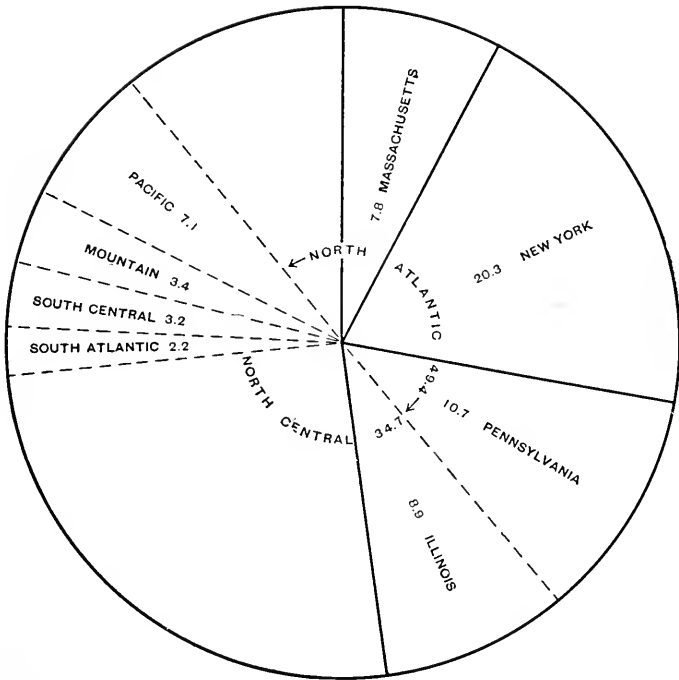 7.8 MASSACHUSETTS
20.3 NEW YORK
10.7 PENNSYLVANIA
8.9 ILLINOIS
NORTH ATLANTIC 49.4
NORTH CENTRAL 34.7
SOUTH ATLANTIC 2.2
SOUTH CENTRAL 3.2
MOUNTAIN 3.4
PACIFIC 7.1